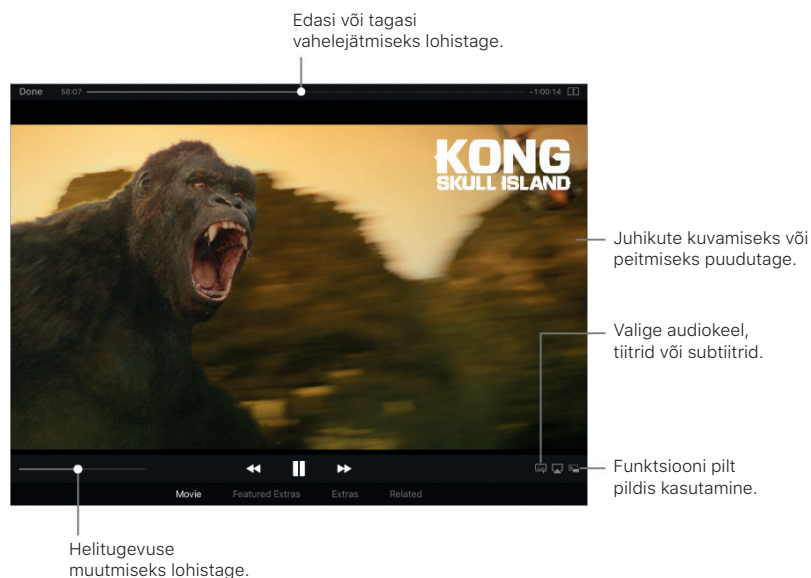 Edasi või tagasi
vahelejätmiseks lohistage.
Done 58:07 -1:00:14
KONG
SKULL ISLAND
Juhikute kuvamiseks või
peitmiseks puudutage.
Valige audiokeel,
tiitrid või subtiitrid.
Funktsiooni pilt
pildis kasutamine.
Movie Featured Extras Extras Related
Helitugevuse
muutmiseks lohistage.